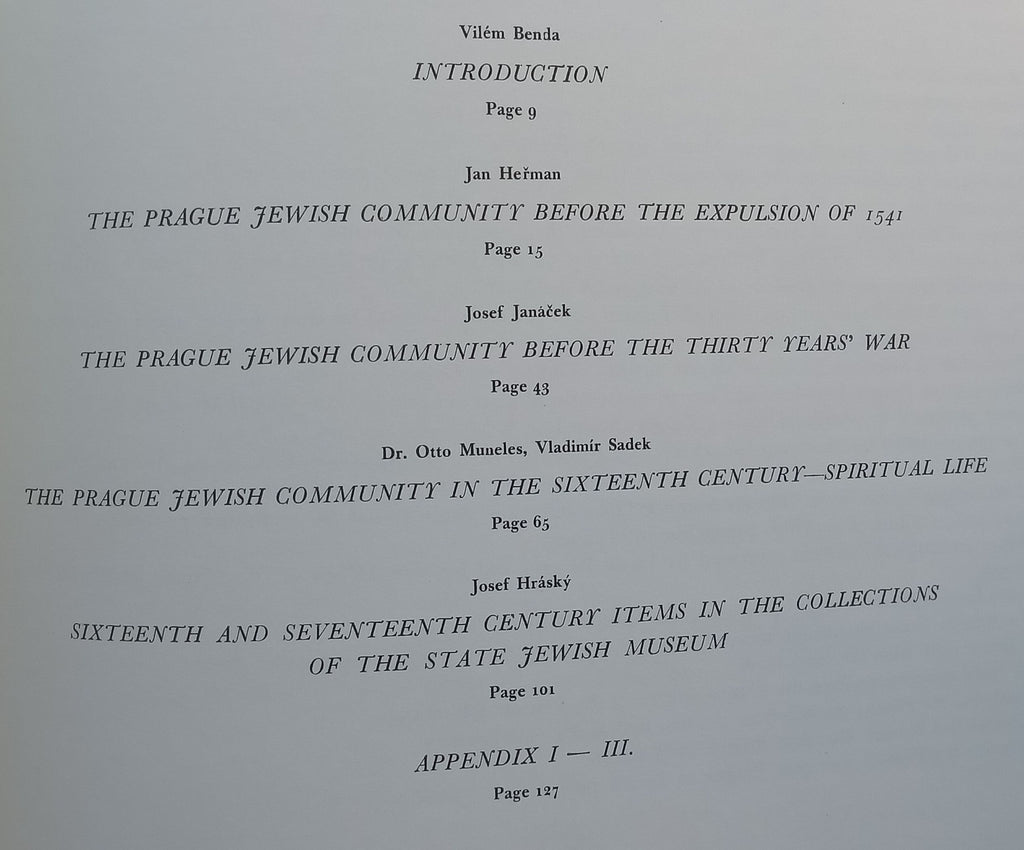 Vilém Benda
INTRODUCTION
Page 9
Jan Heřman
THE PRAGUE JEWISH COMMUNITY BEFORE THE EXPULSION OF 1541
Page 15
Josef Janáček
THE PRAGUE JEWISH COMMUNITY BEFORE THE THIRTY YEARS' WAR
Page 43
Dr. Otto Muneles, Vladimír Sadek
THE PRAGUE JEWISH COMMUNITY IN THE SIXTEENTH CENTURY—SPIRITUAL LIFE
Page 65
Josef Hráský
SIXTEENTH AND SEVENTEENTH CENTURY ITEMS IN THE COLLECTIONS
OF THE STATE JEWISH MUSEUM
Page 101
APPENDIX I — III.
Page 127